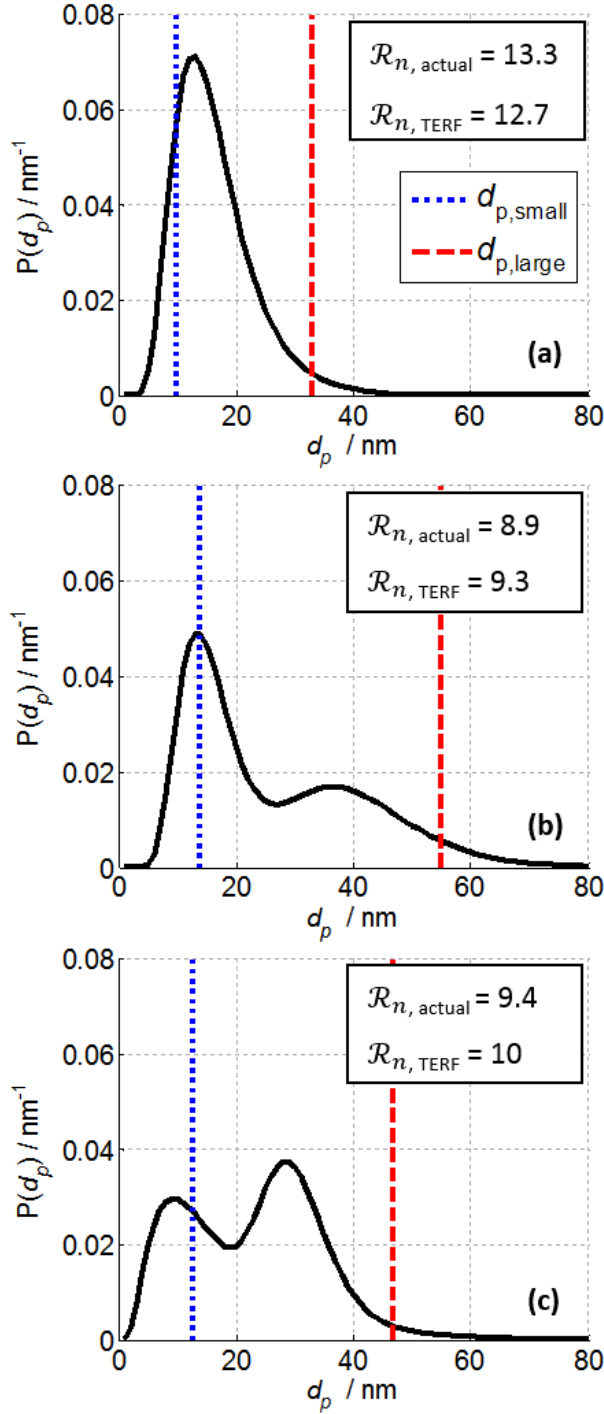 0.08
0.06
0.04
0.02
0
P(dₚ) / nm⁻¹
ℛn, actual = 13.3
ℛn, TERF = 12.7
dp,small
dp,large
(a)
0 20 40 60 80
dₚ / nm
0.08
0.06
0.04
0.02
0
P(dₚ) / nm⁻¹
ℛn, actual = 8.9
ℛn, TERF = 9.3
(b)
0 20 40 60 80
dₚ / nm
0.08
0.06
0.04
0.02
0
P(dₚ) / nm⁻¹
ℛn, actual = 9.4
ℛn, TERF = 10
(c)
0 20 40 60 80
dₚ / nm